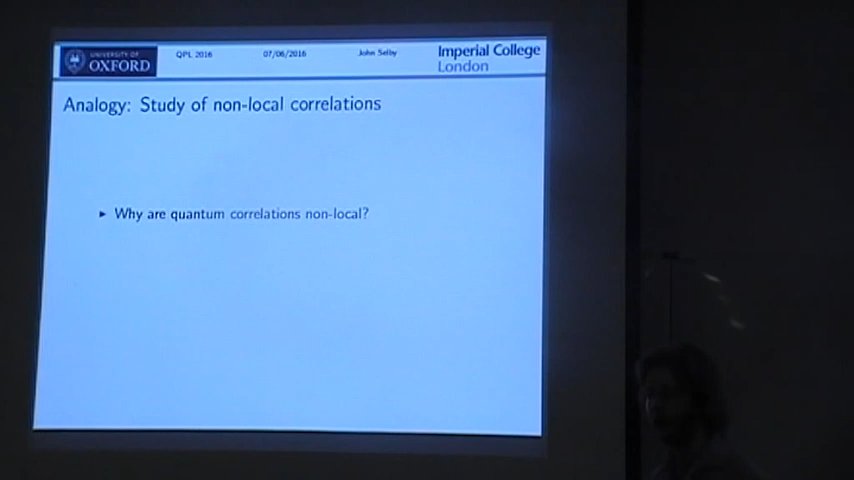 UNIVERSITY OF
OXFORD
QPL 2016
07/06/2016
John Selby
Imperial College
London
Analogy: Study of non-local correlations
▸ Why are quantum correlations non-local?